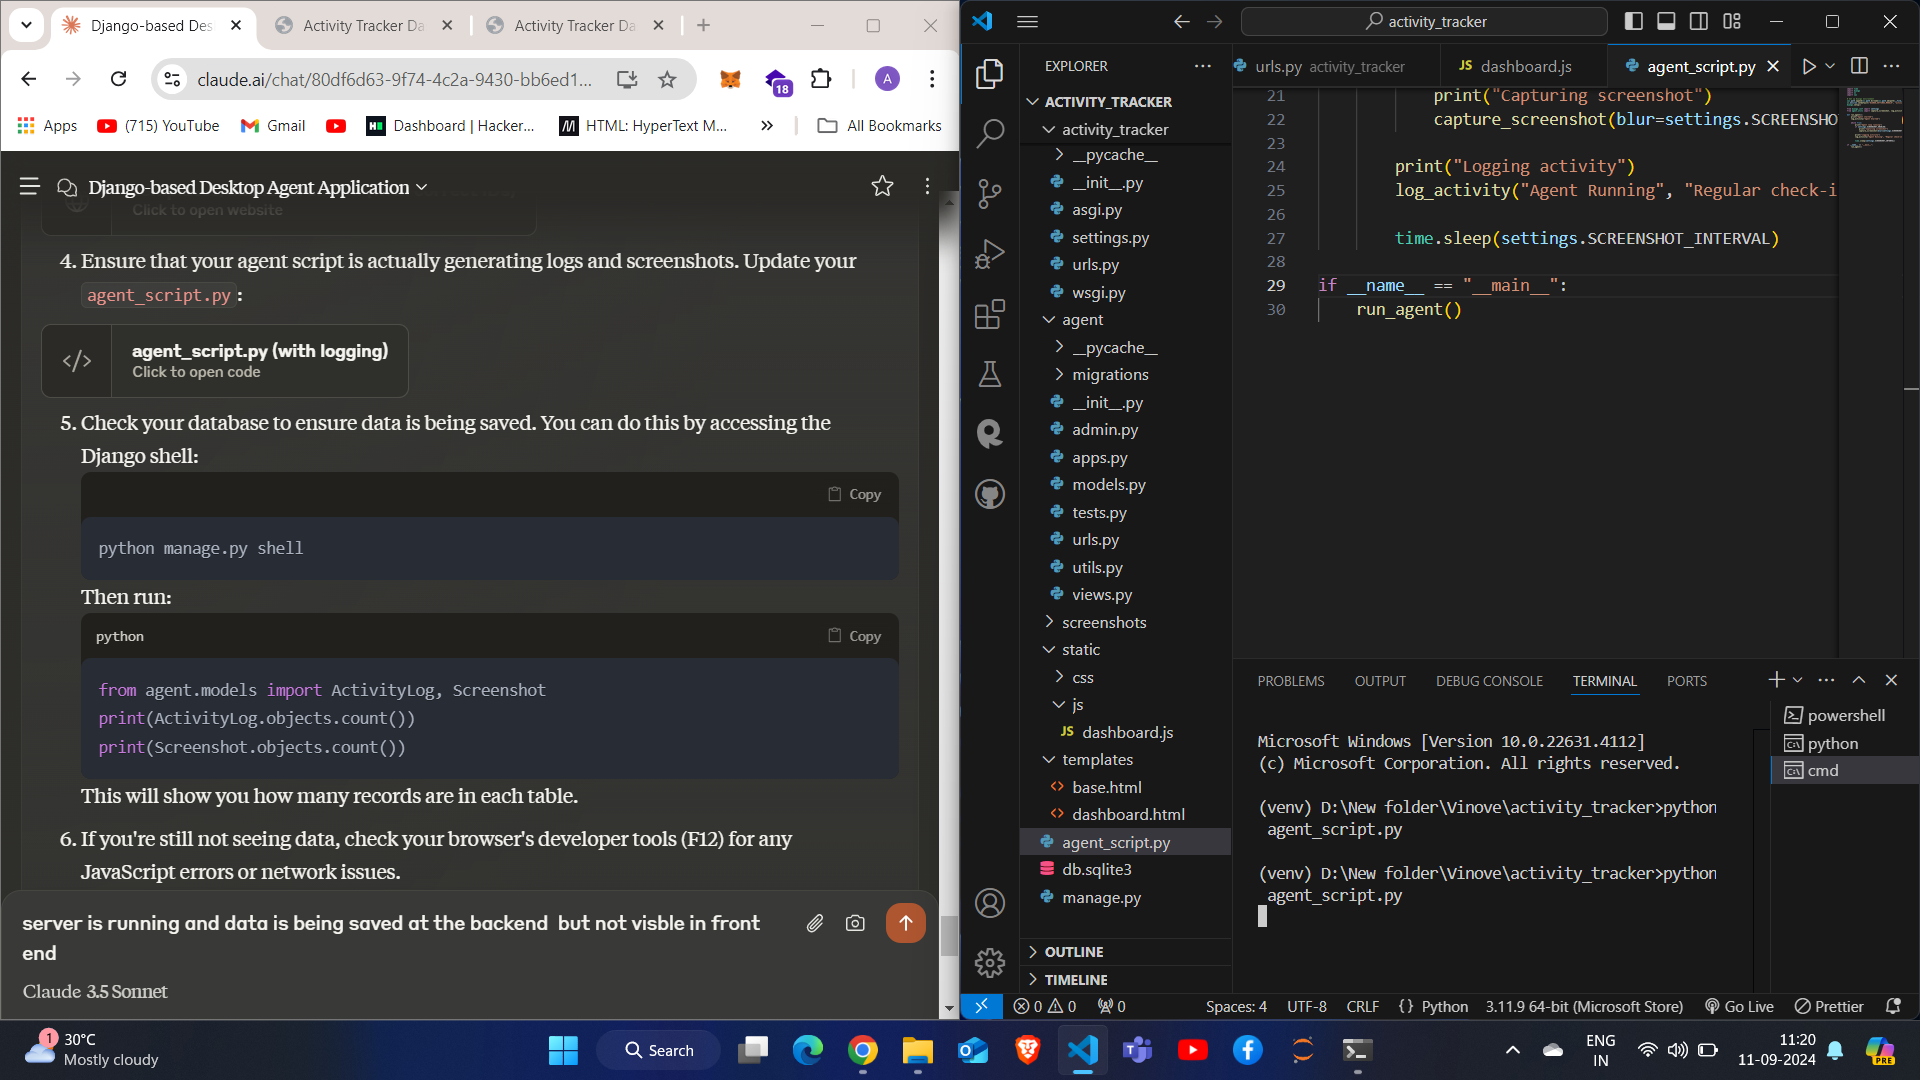 Django-based Des
Activity Tracker Da
Activity Tracker Da
claude.ai/chat/80df6d63-9f74-4c2a-9430-bb6ed1...
18
A
Apps
(715) YouTube
Gmail
Dashboard | Hacker...
HTML: HyperText M...
All Bookmarks
Django-based Desktop Agent Application
Click to open website
4. Ensure that your agent script is actually generating logs and screenshots. Update your
agent_script.py:
agent_script.py (with logging)
Click to open code
5. Check your database to ensure data is being saved. You can do this by accessing the
Django shell:
Copy
python manage.py shell
Then run:
python
Copy
from agent.models import ActivityLog, Screenshot
print(ActivityLog.objects.count())
print(Screenshot.objects.count())
This will show you how many records are in each table.
6. If you're still not seeing data, check your browser's developer tools (F12) for any
JavaScript errors or network issues.
server is running and data is being saved at the backend  but not visble in front
end
Claude 3.5 Sonnet
activity_tracker
EXPLORER
ACTIVITY_TRACKER
activity_tracker
__pycache__
__init__.py
asgi.py
settings.py
urls.py
wsgi.py
agent
__pycache__
migrations
__init__.py
admin.py
apps.py
models.py
tests.py
urls.py
utils.py
views.py
screenshots
static
css
js
JS dashboard.js
templates
base.html
dashboard.html
agent_script.py
db.sqlite3
manage.py
OUTLINE
TIMELINE
urls.py activity_tracker
JS dashboard.js
agent_script.py
21 print("Capturing screenshot")
22 capture_screenshot(blur=settings.SCREENSHO
23
24 print("Logging activity")
25 log_activity("Agent Running", "Regular check-i
26
27 time.sleep(settings.SCREENSHOT_INTERVAL)
28
29 if __name__ == "__main__":
30 run_agent()
PROBLEMS OUTPUT DEBUG CONSOLE TERMINAL PORTS
Microsoft Windows [Version 10.0.22631.4112]
(c) Microsoft Corporation. All rights reserved.
(venv) D:\New folder\Vinove\activity_tracker>python
agent_script.py
(venv) D:\New folder\Vinove\activity_tracker>python
agent_script.py
powershell
python
cmd
0 0 0
Spaces: 4 UTF-8 CRLF {} Python 3.11.9 64-bit (Microsoft Store) Go Live Prettier
1
30°C
Mostly cloudy
Search
ENG
IN
11:20
11-09-2024
PRE